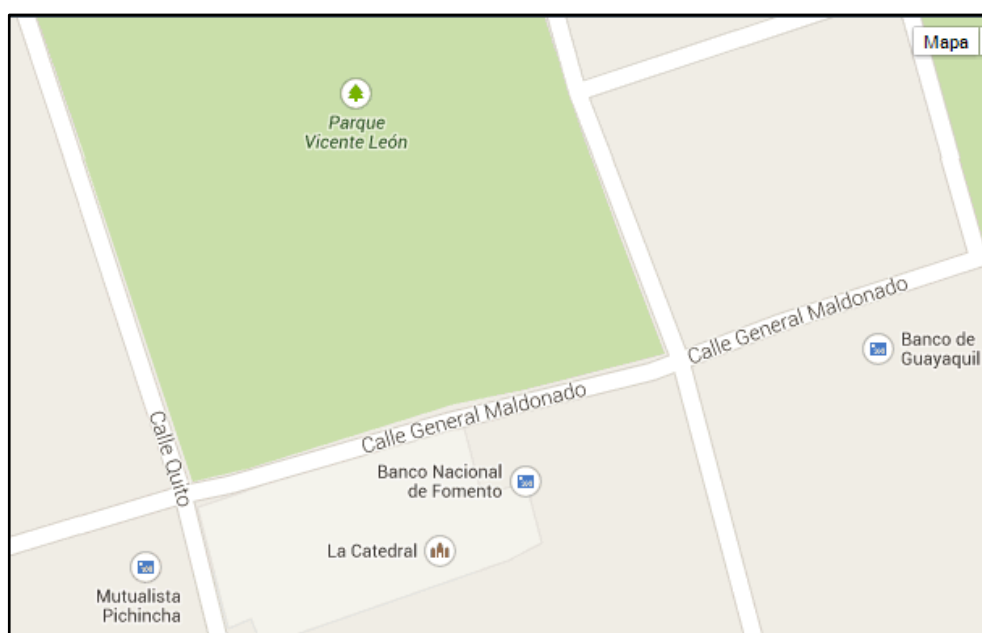 Mapa
Parque
Vicente León
Calle General Maldonado
Banco de
Guayaquil
Calle General Maldonado
Calle Quito
Banco Nacional
de Fomento
La Catedral
Mutualista
Pichincha